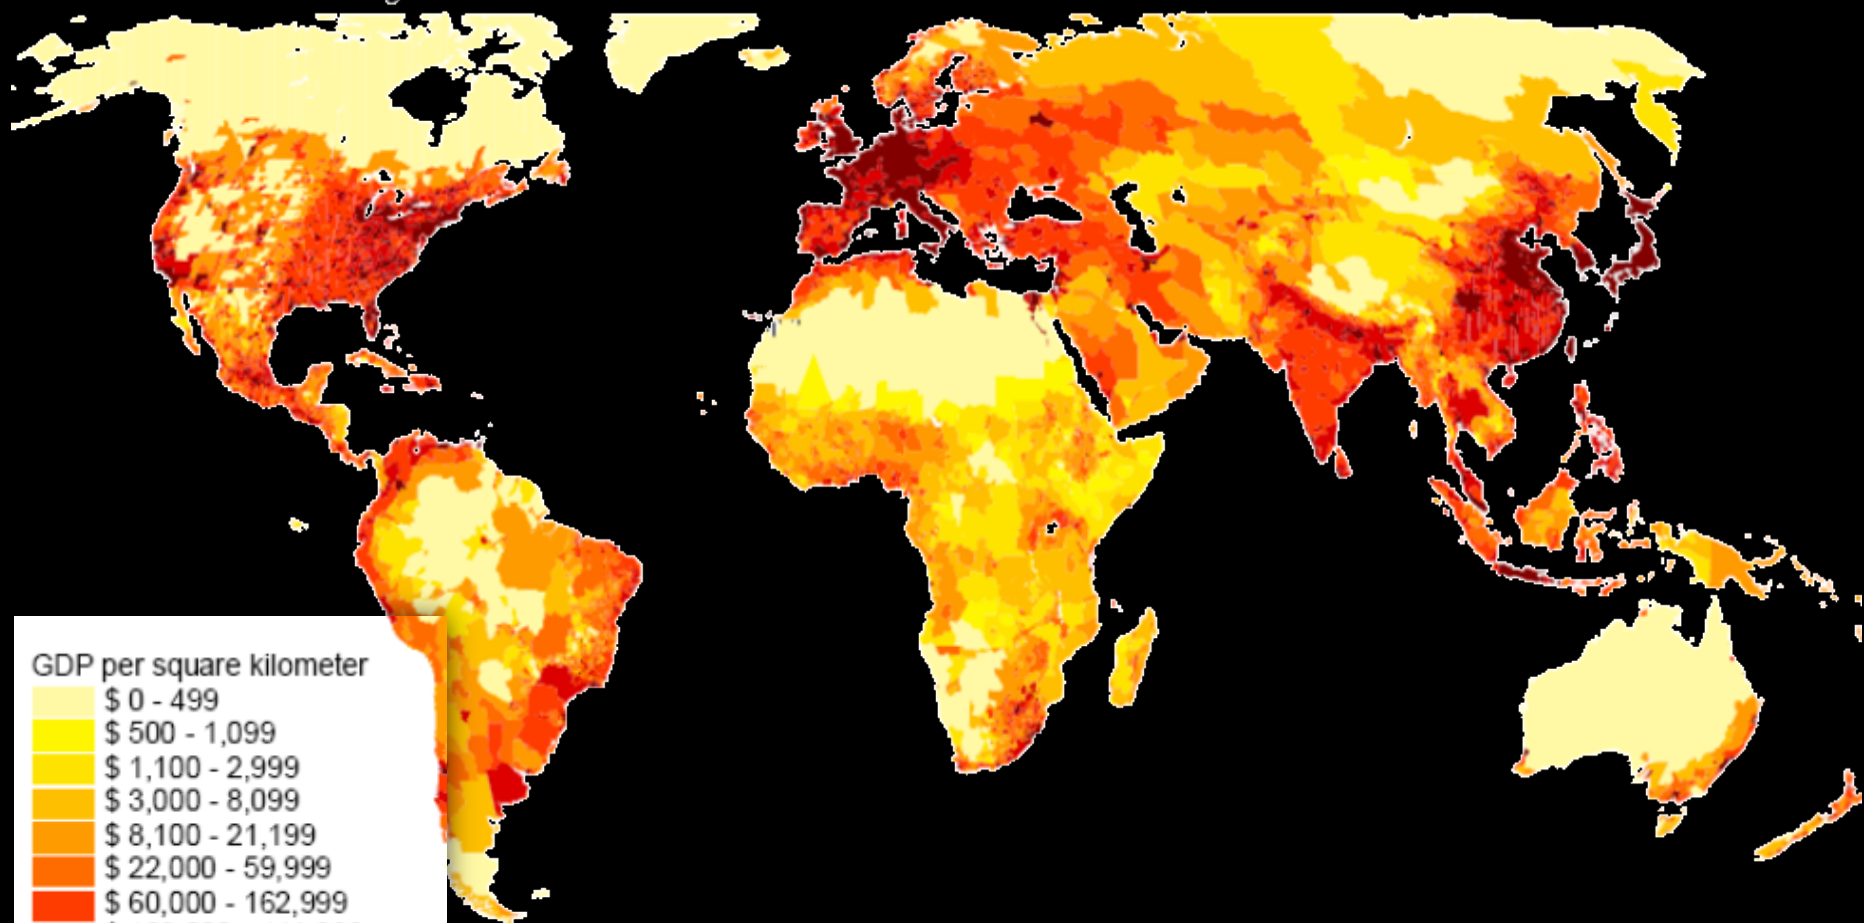 GDP per square kilometer
$ 0 - 499
$ 500 - 1,099
$ 1,100 - 2,999
$ 3,000 - 8,099
$ 8,100 - 21,199
$ 22,000 - 59,999
$ 60,000 - 162,999